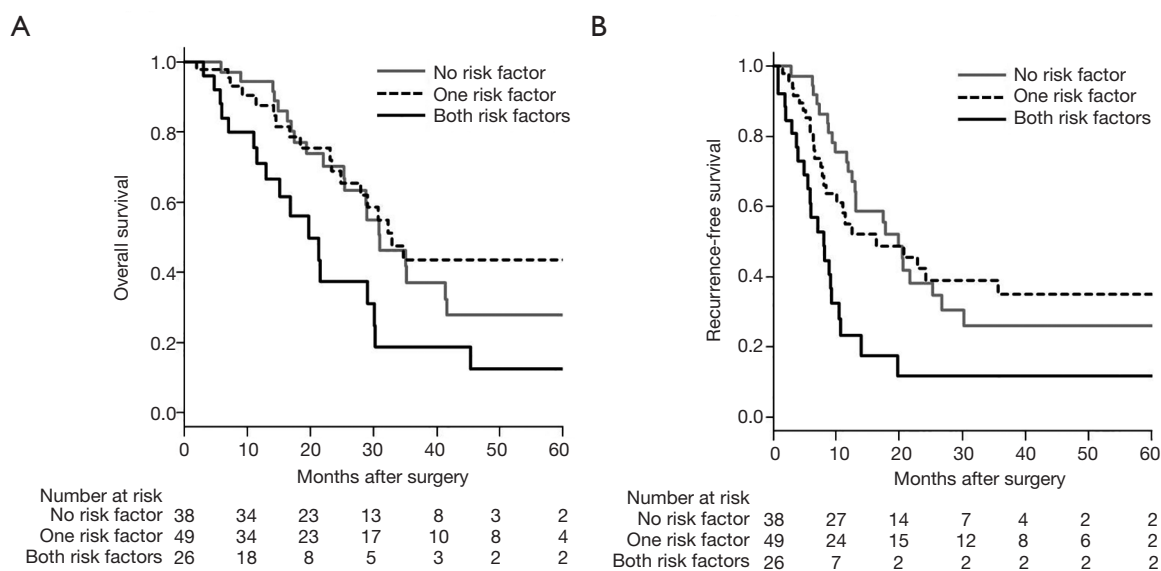 A
Overall survival
1.0
0.8
0.6
0.4
0.2
0.0
No risk factor
One risk factor
Both risk factors
0 10 20 30 40 50 60
Months after surgery
Number at risk
No risk factor 38 34 23 13 8 3 2
One risk factor 49 34 23 17 10 8 4
Both risk factors 26 18 8 5 3 2 2
B
Recurrence-free survival
1.0
0.8
0.6
0.4
0.2
0.0
No risk factor
One risk factor
Both risk factors
0 10 20 30 40 50 60
Months after surgery
Number at risk
No risk factor 38 27 14 7 4 2 2
One risk factor 49 24 15 12 8 6 2
Both risk factors 26 7 2 2 2 2 2